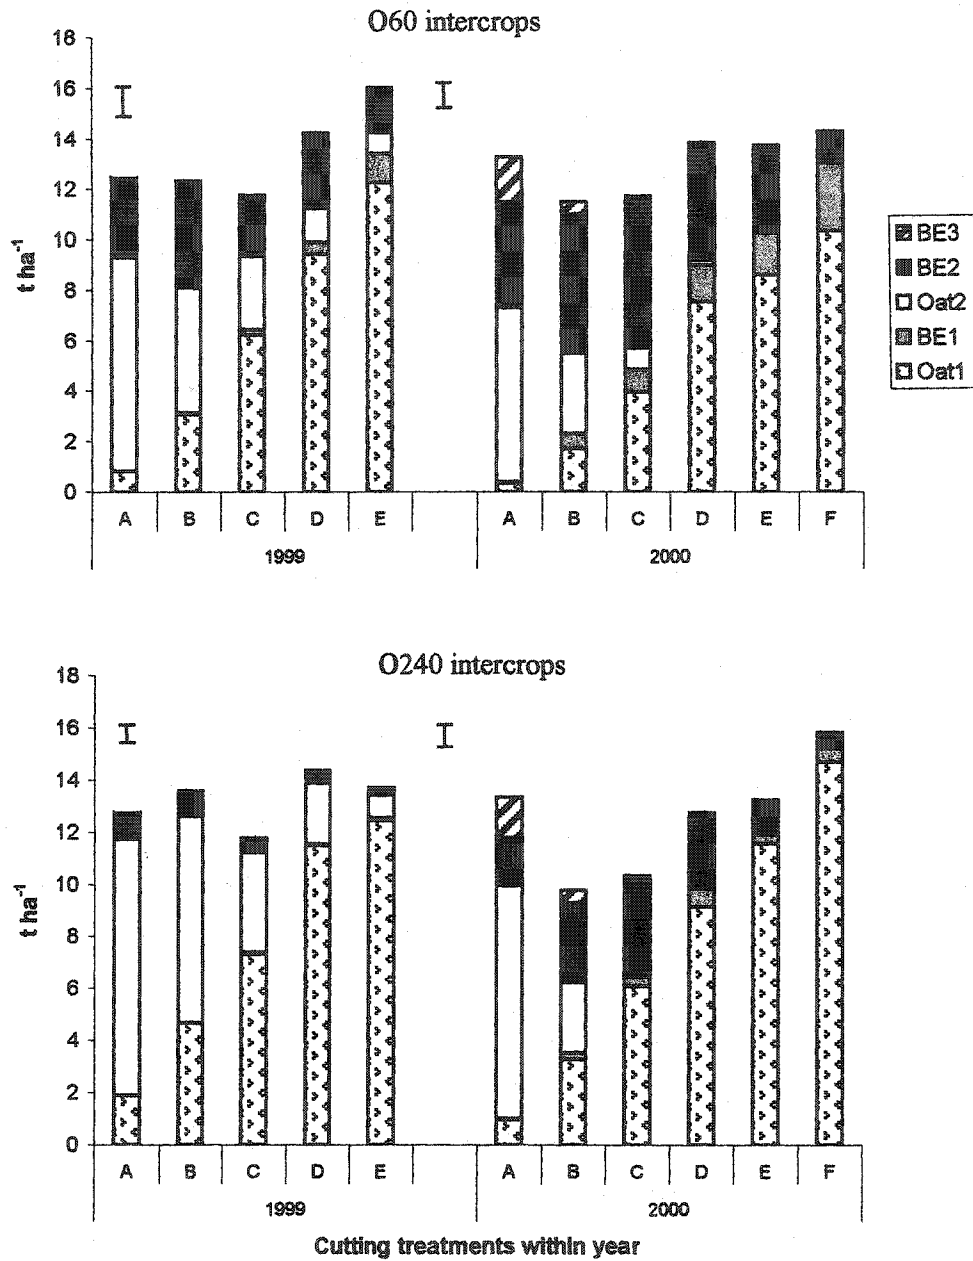 O60 intercrops
18
16
14
12
10
8
6
4
2
0
t ha⁻¹
A B C D E A B C D E F
1999 2000
BE3
BE2
Oat2
BE1
Oat1
O240 intercrops
18
16
14
12
10
8
6
4
2
0
t ha⁻¹
A B C D E A B C D E F
1999 2000
Cutting treatments within year